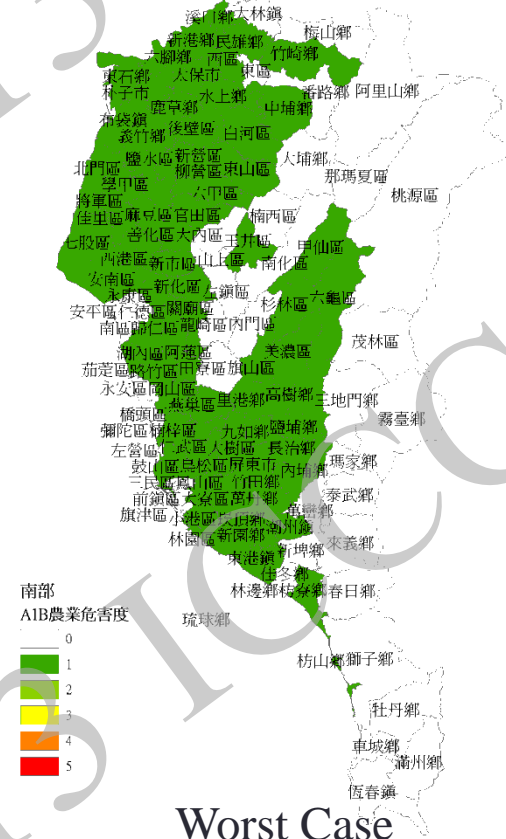 溪口鄉 大林鎮
梅山鄉
新港鄉 民雄鄉
竹崎鄉
六腳鄉 西區
東石鄉 太保市 東區
朴子市 水上鄉 番路鄉 阿里山鄉
鹿草鄉 中埔鄉
布袋鎮
義竹鄉 後壁區 白河區
鹽水區 新營區 大埔鄉
北門區 柳營區 東山區 那瑪夏區
學甲區 桃源區
將軍區 六甲區
佳里區 麻豆區 官田區 楠西區
七股區 善化區 大內區 玉井區 甲仙區
西港區 新市區 山上區 南化區
安南區 新化區 左鎮區
永康區 杉林區 六龜區
安平區 仁德區 關廟區
南區 歸仁區 龍崎區 內門區
湖內區 阿蓮區 美濃區 茂林區
茄萣區 路竹區 田寮區 旗山區
永安區 岡山區
燕巢區 里港鄉 高樹鄉 三地門鄉
橋頭區 霧臺鄉
彌陀區 楠梓區 九如鄉 鹽埔鄉
左營區 仁武區 大樹區 長治鄉
鼓山區 鳥松區 屏東市 內埔鄉 瑪家鄉
三民區 鳳山區 竹田鄉
前鎮區 大寮區 萬丹鄉 泰武鄉
旗津區 小港區 崁頂鄉 潮州鎮 萬巒鄉
林園區 新園鄉 新埤鄉 來義鄉
東港鎮 佳冬鄉
林邊鄉 枋寮鄉 春日鄉
南部
A1B農業危害度
琉球鄉
0
1
2
3
4
5
枋山鄉 獅子鄉
牡丹鄉
車城鄉
滿州鄉
恆春鎮
Worst Case
ICCC